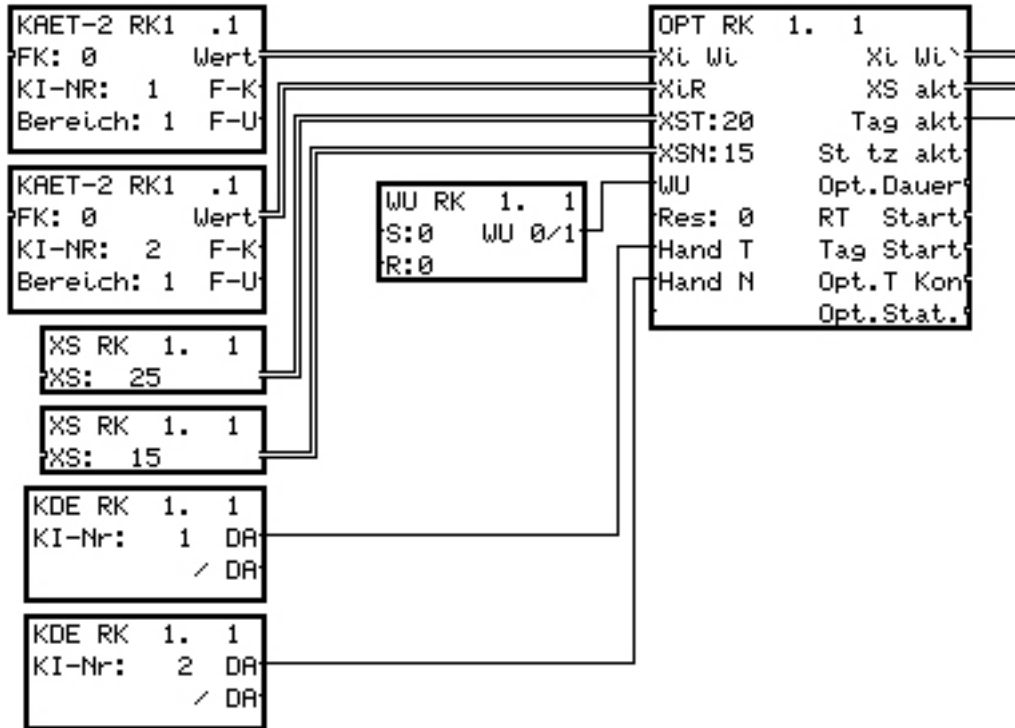 KAET-2 RK1 .1
FK: 0 Wert
KI-NR: 1 F-K
Bereich: 1 F-U
KAET-2 RK1 .1
FK: 0 Wert
KI-NR: 2 F-K
Bereich: 1 F-U
XS RK 1. 1
XS: 25
XS RK 1. 1
XS: 15
KDE RK 1. 1
KI-Nr: 1 DA
/ DA
KDE RK 1. 1
KI-Nr: 2 DA
/ DA
WU RK 1. 1
S:0 WU 0/1
R:0
OPT RK 1. 1
Xi Wi Xi Wi`
XiR XS akt
XST:20 Tag akt
XSN:15 St tz akt
WU Opt.Dauer
Res: 0 RT Start
Hand T Tag Start
Hand N Opt.T Kon
Opt.Stat.